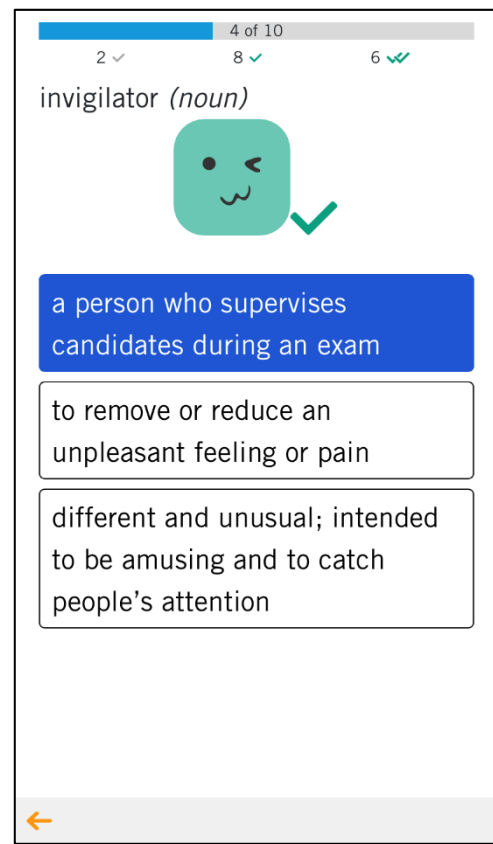 4 of 10
2 8 6
invigilator (noun)
a person who supervises
candidates during an exam
to remove or reduce an
unpleasant feeling or pain
different and unusual; intended
to be amusing and to catch
people’s attention